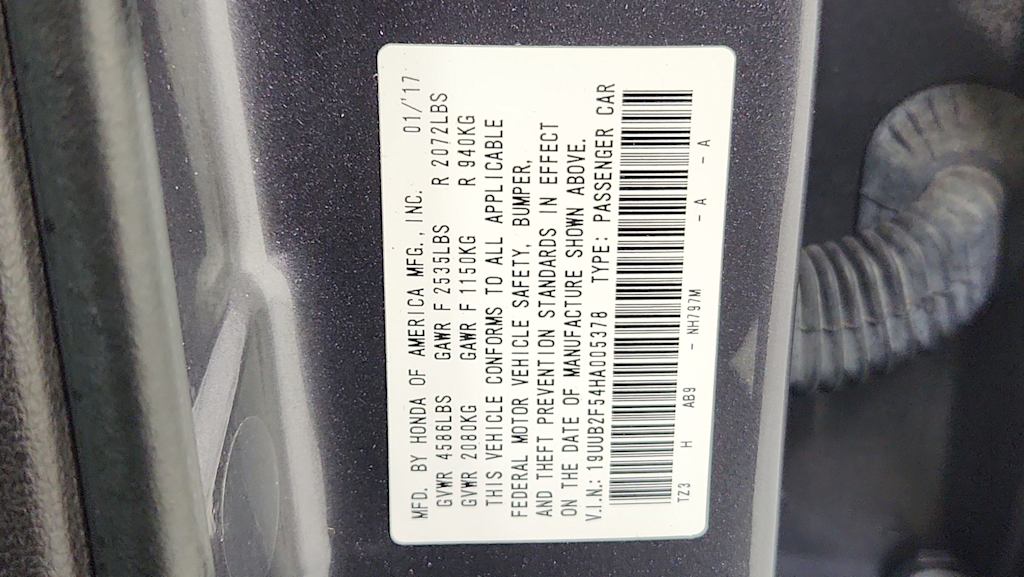 MFD. BY HONDA OF AMERICA MFG., INC. 01/'17
GVWR 4586LBS GAWR F 2535LBS R 2072LBS
GVWR 2080KG GAWR F 1150KG R 940KG
THIS VEHICLE CONFORMS TO ALL APPLICABLE
FEDERAL MOTOR VEHICLE SAFETY, BUMPER,
AND THEFT PREVENTION STANDARDS IN EFFECT
ON THE DATE OF MANUFACTURE SHOWN ABOVE.
V.I.N.: 19UUB2F54HA005378 TYPE: PASSENGER CAR
TZ3 H AB9 - NH797M - A - A